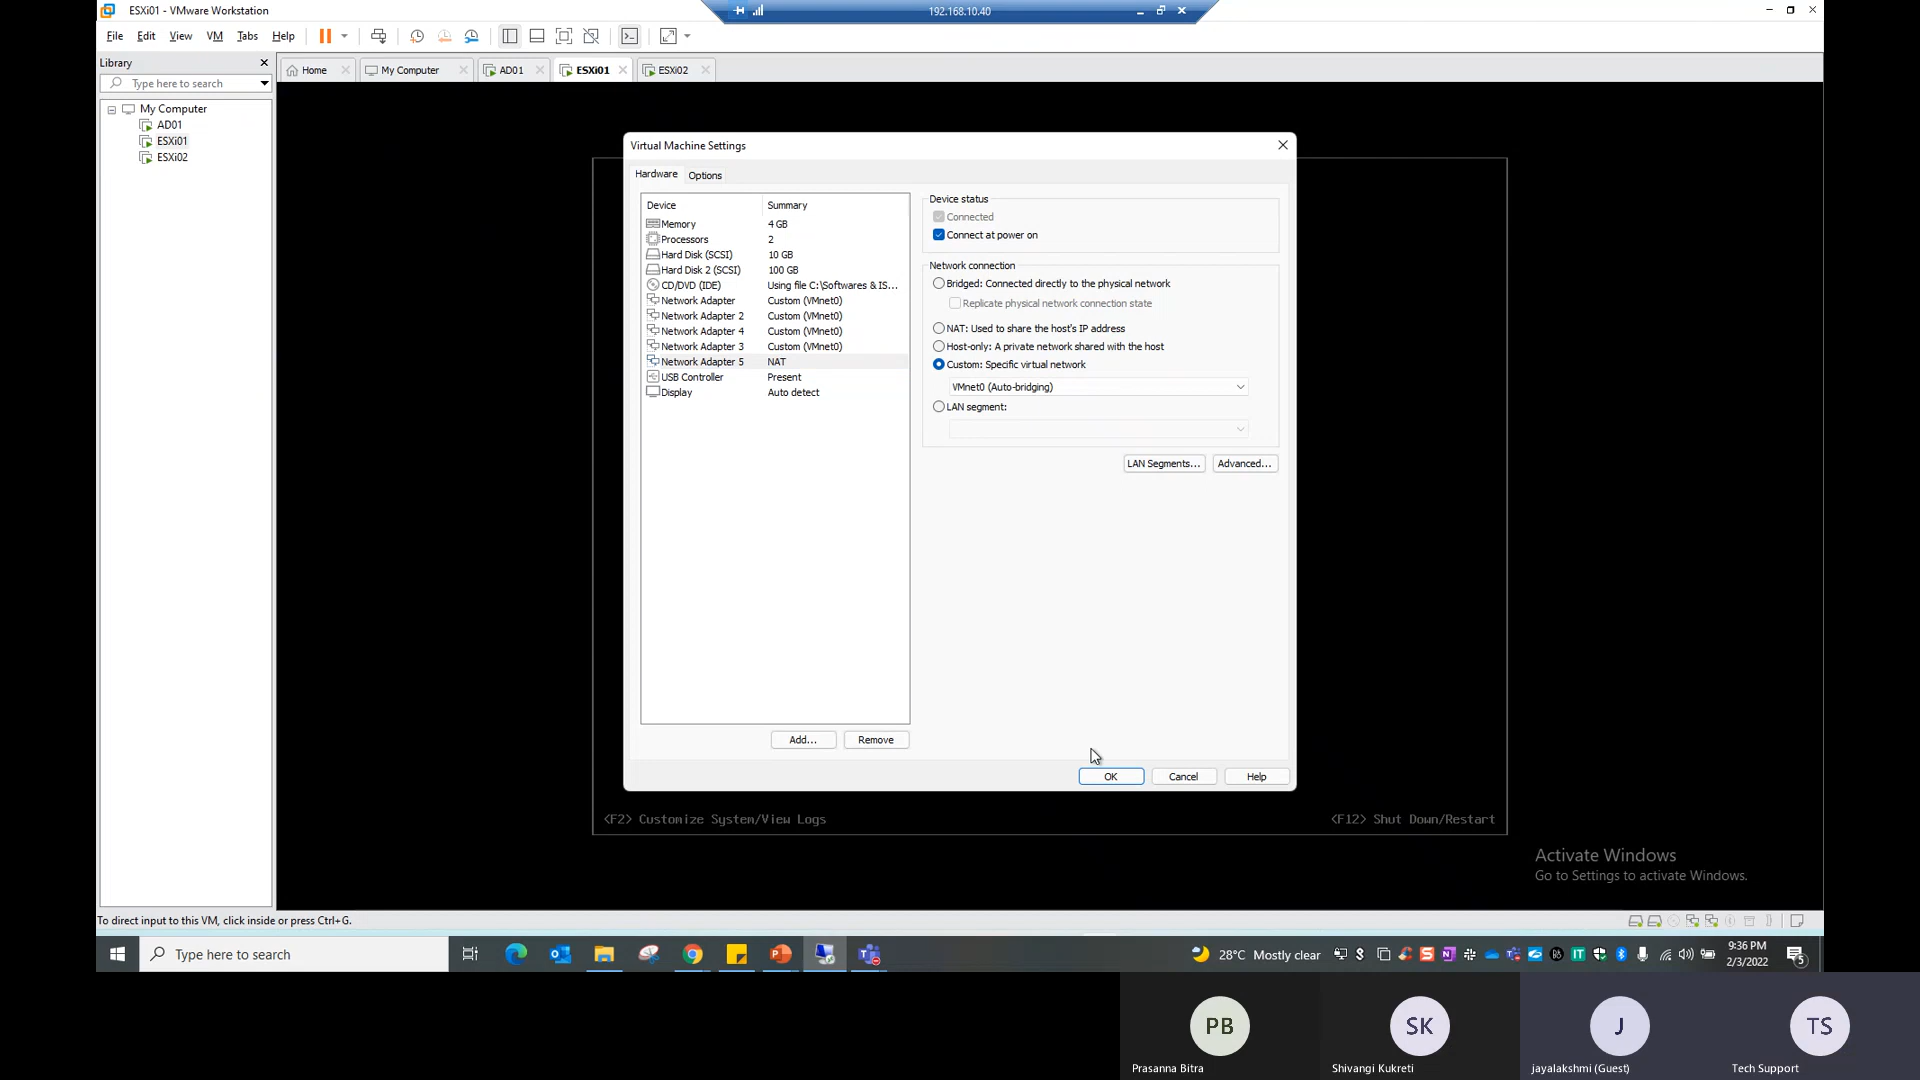 ESXi01 - VMware Workstation
192.168.10.40
File Edit View VM Tabs Help
Library
Type here to search
Home
My Computer
AD01
ESXi01
ESXi02
My Computer
AD01
ESXi01
ESXi02
Virtual Machine Settings
Hardware Options
Device Summary
Memory 4 GB
Processors 2
Hard Disk (SCSI) 10 GB
Hard Disk 2 (SCSI) 100 GB
CD/DVD (IDE) Using file C:\Softwares & IS...
Network Adapter Custom (VMnet0)
Network Adapter 2 Custom (VMnet0)
Network Adapter 4 Custom (VMnet0)
Network Adapter 3 Custom (VMnet0)
Network Adapter 5 NAT
USB Controller Present
Display Auto detect
Add... Remove
Device status
Connected
Connect at power on
Network connection
Bridged: Connected directly to the physical network
Replicate physical network connection state
NAT: Used to share the host's IP address
Host-only: A private network shared with the host
Custom: Specific virtual network
VMnet0 (Auto-bridging)
LAN segment:
LAN Segments... Advanced...
OK Cancel Help
<F2> Customize System/View Logs
<F12> Shut Down/Restart
Activate Windows
Go to Settings to activate Windows.
To direct input to this VM, click inside or press Ctrl+G.
Type here to search
28°C Mostly clear
9:36 PM
2/3/2022
5
PB
Prasanna Bitra
SK
Shivangi Kukreti
J
jayalakshmi (Guest)
TS
Tech Support